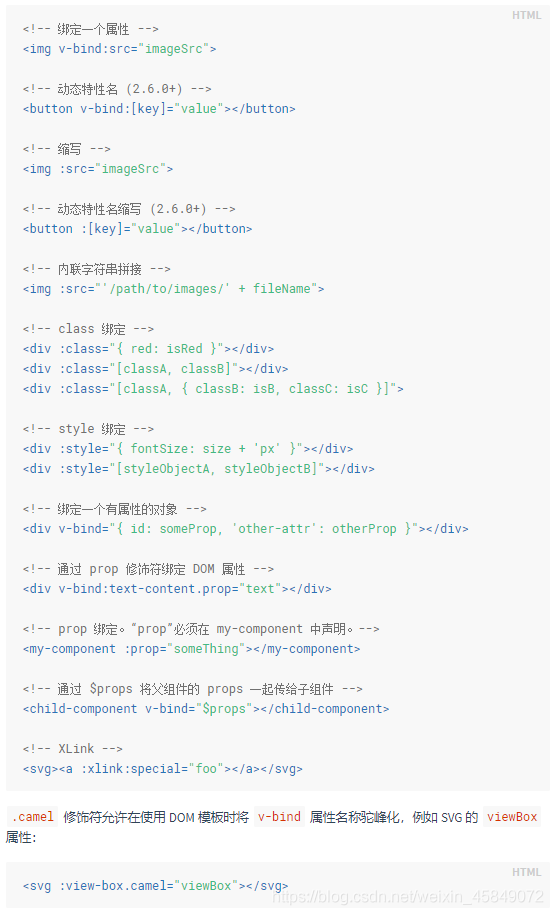 HTML
<!-- 绑定一个属性 -->
<img v-bind:src="imageSrc">
<!-- 动态特性名 (2.6.0+) -->
<button v-bind:[key]="value"></button>
<!-- 缩写 -->
<img :src="imageSrc">
<!-- 动态特性名缩写 (2.6.0+) -->
<button :[key]="value"></button>
<!-- 内联字符串拼接 -->
<img :src="'/path/to/images/' + fileName">
<!-- class 绑定 -->
<div :class="{ red: isRed }"></div>
<div :class="[classA, classB]"></div>
<div :class="[classA, { classB: isB, classC: isC }]">
<!-- style 绑定 -->
<div :style="{ fontSize: size + 'px' }"></div>
<div :style="[styleObjectA, styleObjectB]"></div>
<!-- 绑定一个有属性的对象 -->
<div v-bind="{ id: someProp, 'other-attr': otherProp }"></div>
<!-- 通过 prop 修饰符绑定 DOM 属性 -->
<div v-bind:text-content.prop="text"></div>
<!-- prop 绑定。“prop”必须在 my-component 中声明。-->
<my-component :prop="someThing"></my-component>
<!-- 通过 $props 将父组件的 props 一起传给子组件 -->
<child-component v-bind="$props"></child-component>
<!-- XLink -->
<svg><a :xlink:special="foo"></a></svg>
.camel 修饰符允许在使用 DOM 模板时将 v-bind 属性名称驼峰化，例如 SVG 的 viewBox
属性：
HTML
<svg :view-box.camel="viewBox"></svg>
https://blog.csdn.net/weixin_45849072